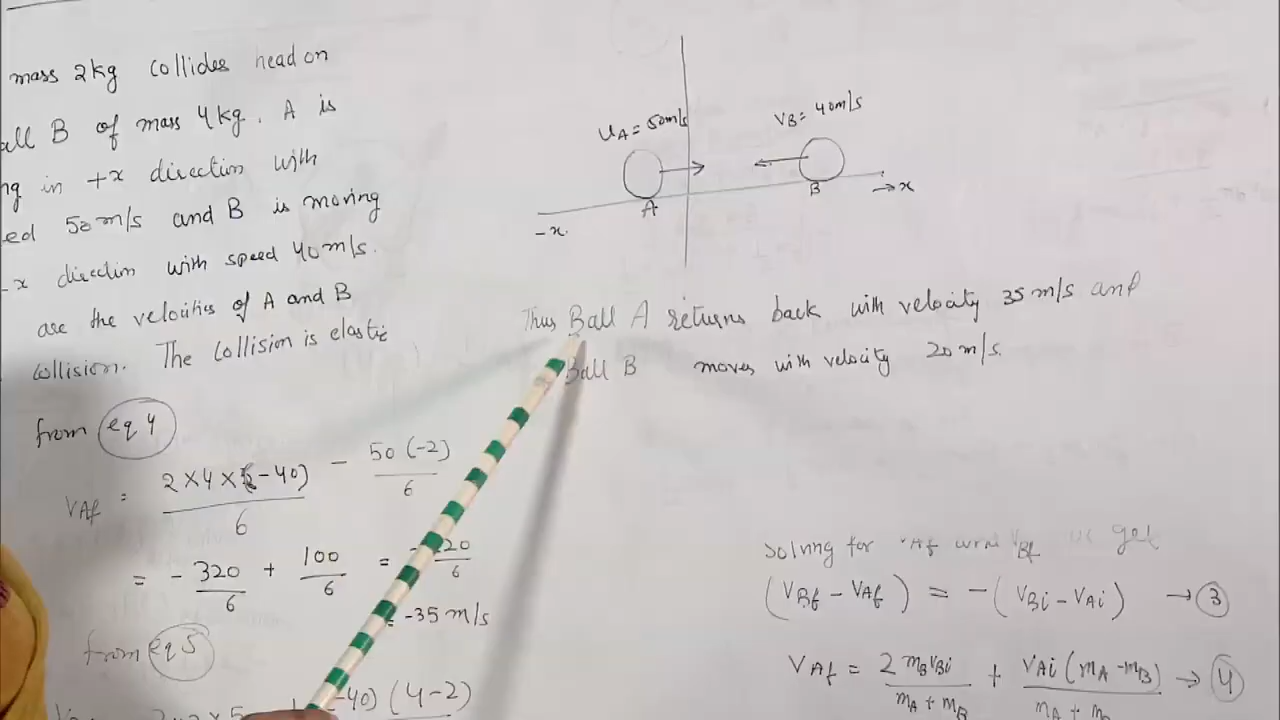 mass 2kg collides head on
all B of mass 4kg. A is
ng in +x direction with
ed 50m/s and B is moving
-x direction with speed 40m/s.
are the velocities of A and B
collision. The collision is elastic
from eq 4
VAf = 2×4×(-40)/6 - 50(-2)/6
= -320/6 + 100/6 = 20/6
= -35 m/s
from eq 5
-40) (4-2)
UA = 50m/s
VB = 40m/s
A
B
→x
-x.
Thus Ball A returns back with velocity 35 m/s and
Ball B moves with velocity 20 m/s.
Solving for VAf and VBf we get
(VBf - VAf) = -(VBi - VAi) → 3
VAf = 2mBVBi/mA + mB + VAi(mA - mB)/mA + m → 4